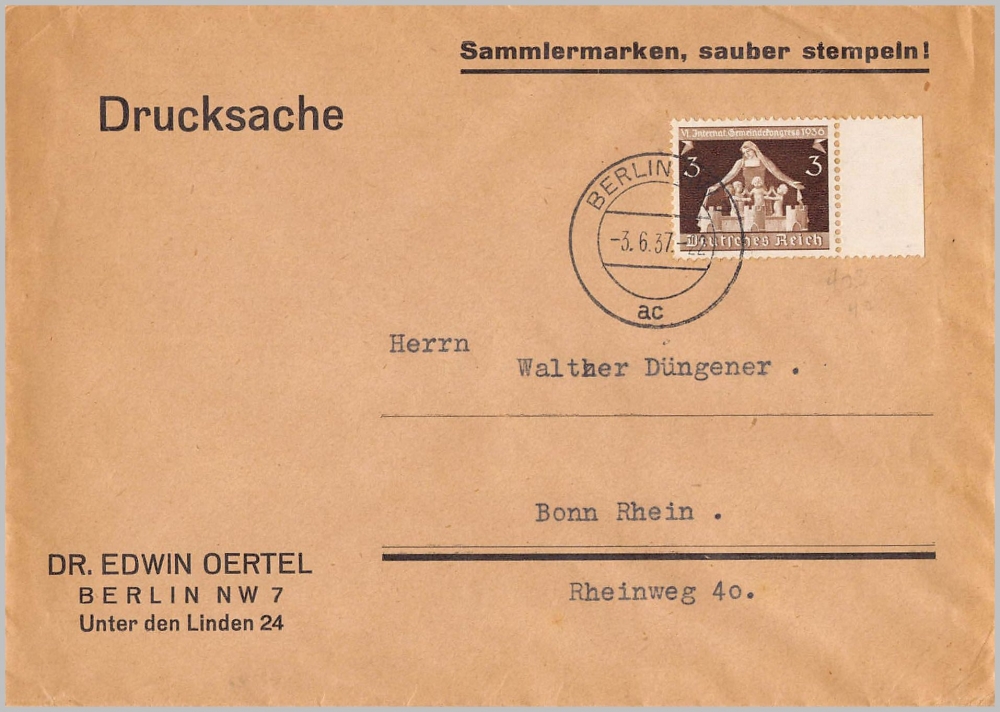 Sammlermarken, sauber stempeln!
Drucksache
VI. Internat. Gemeindekongress 1936
3 3
Deutsches Reich
BERLIN
-3.6.37.-22
ac
Herrn
Walther Düngener .
Bonn Rhein .
Rheinweg 4o.
DR. EDWIN OERTEL
BERLIN NW 7
Unter den Linden 24